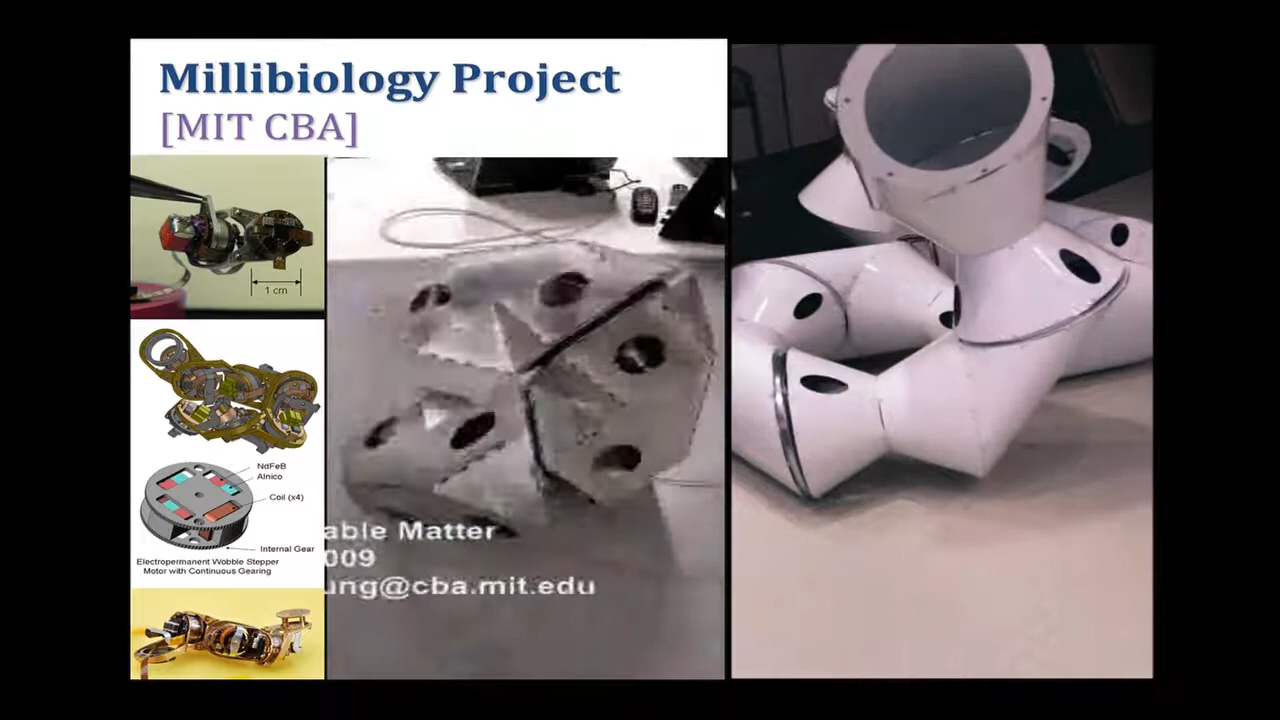 Millibiology Project
[MIT CBA]
1 cm
NdFeB
Alnico
Coil (x4)
Internal Gear
Electropermanent Wobble Stepper
Motor with Continuous Gearing
able Matter
009
ung@cba.mit.edu